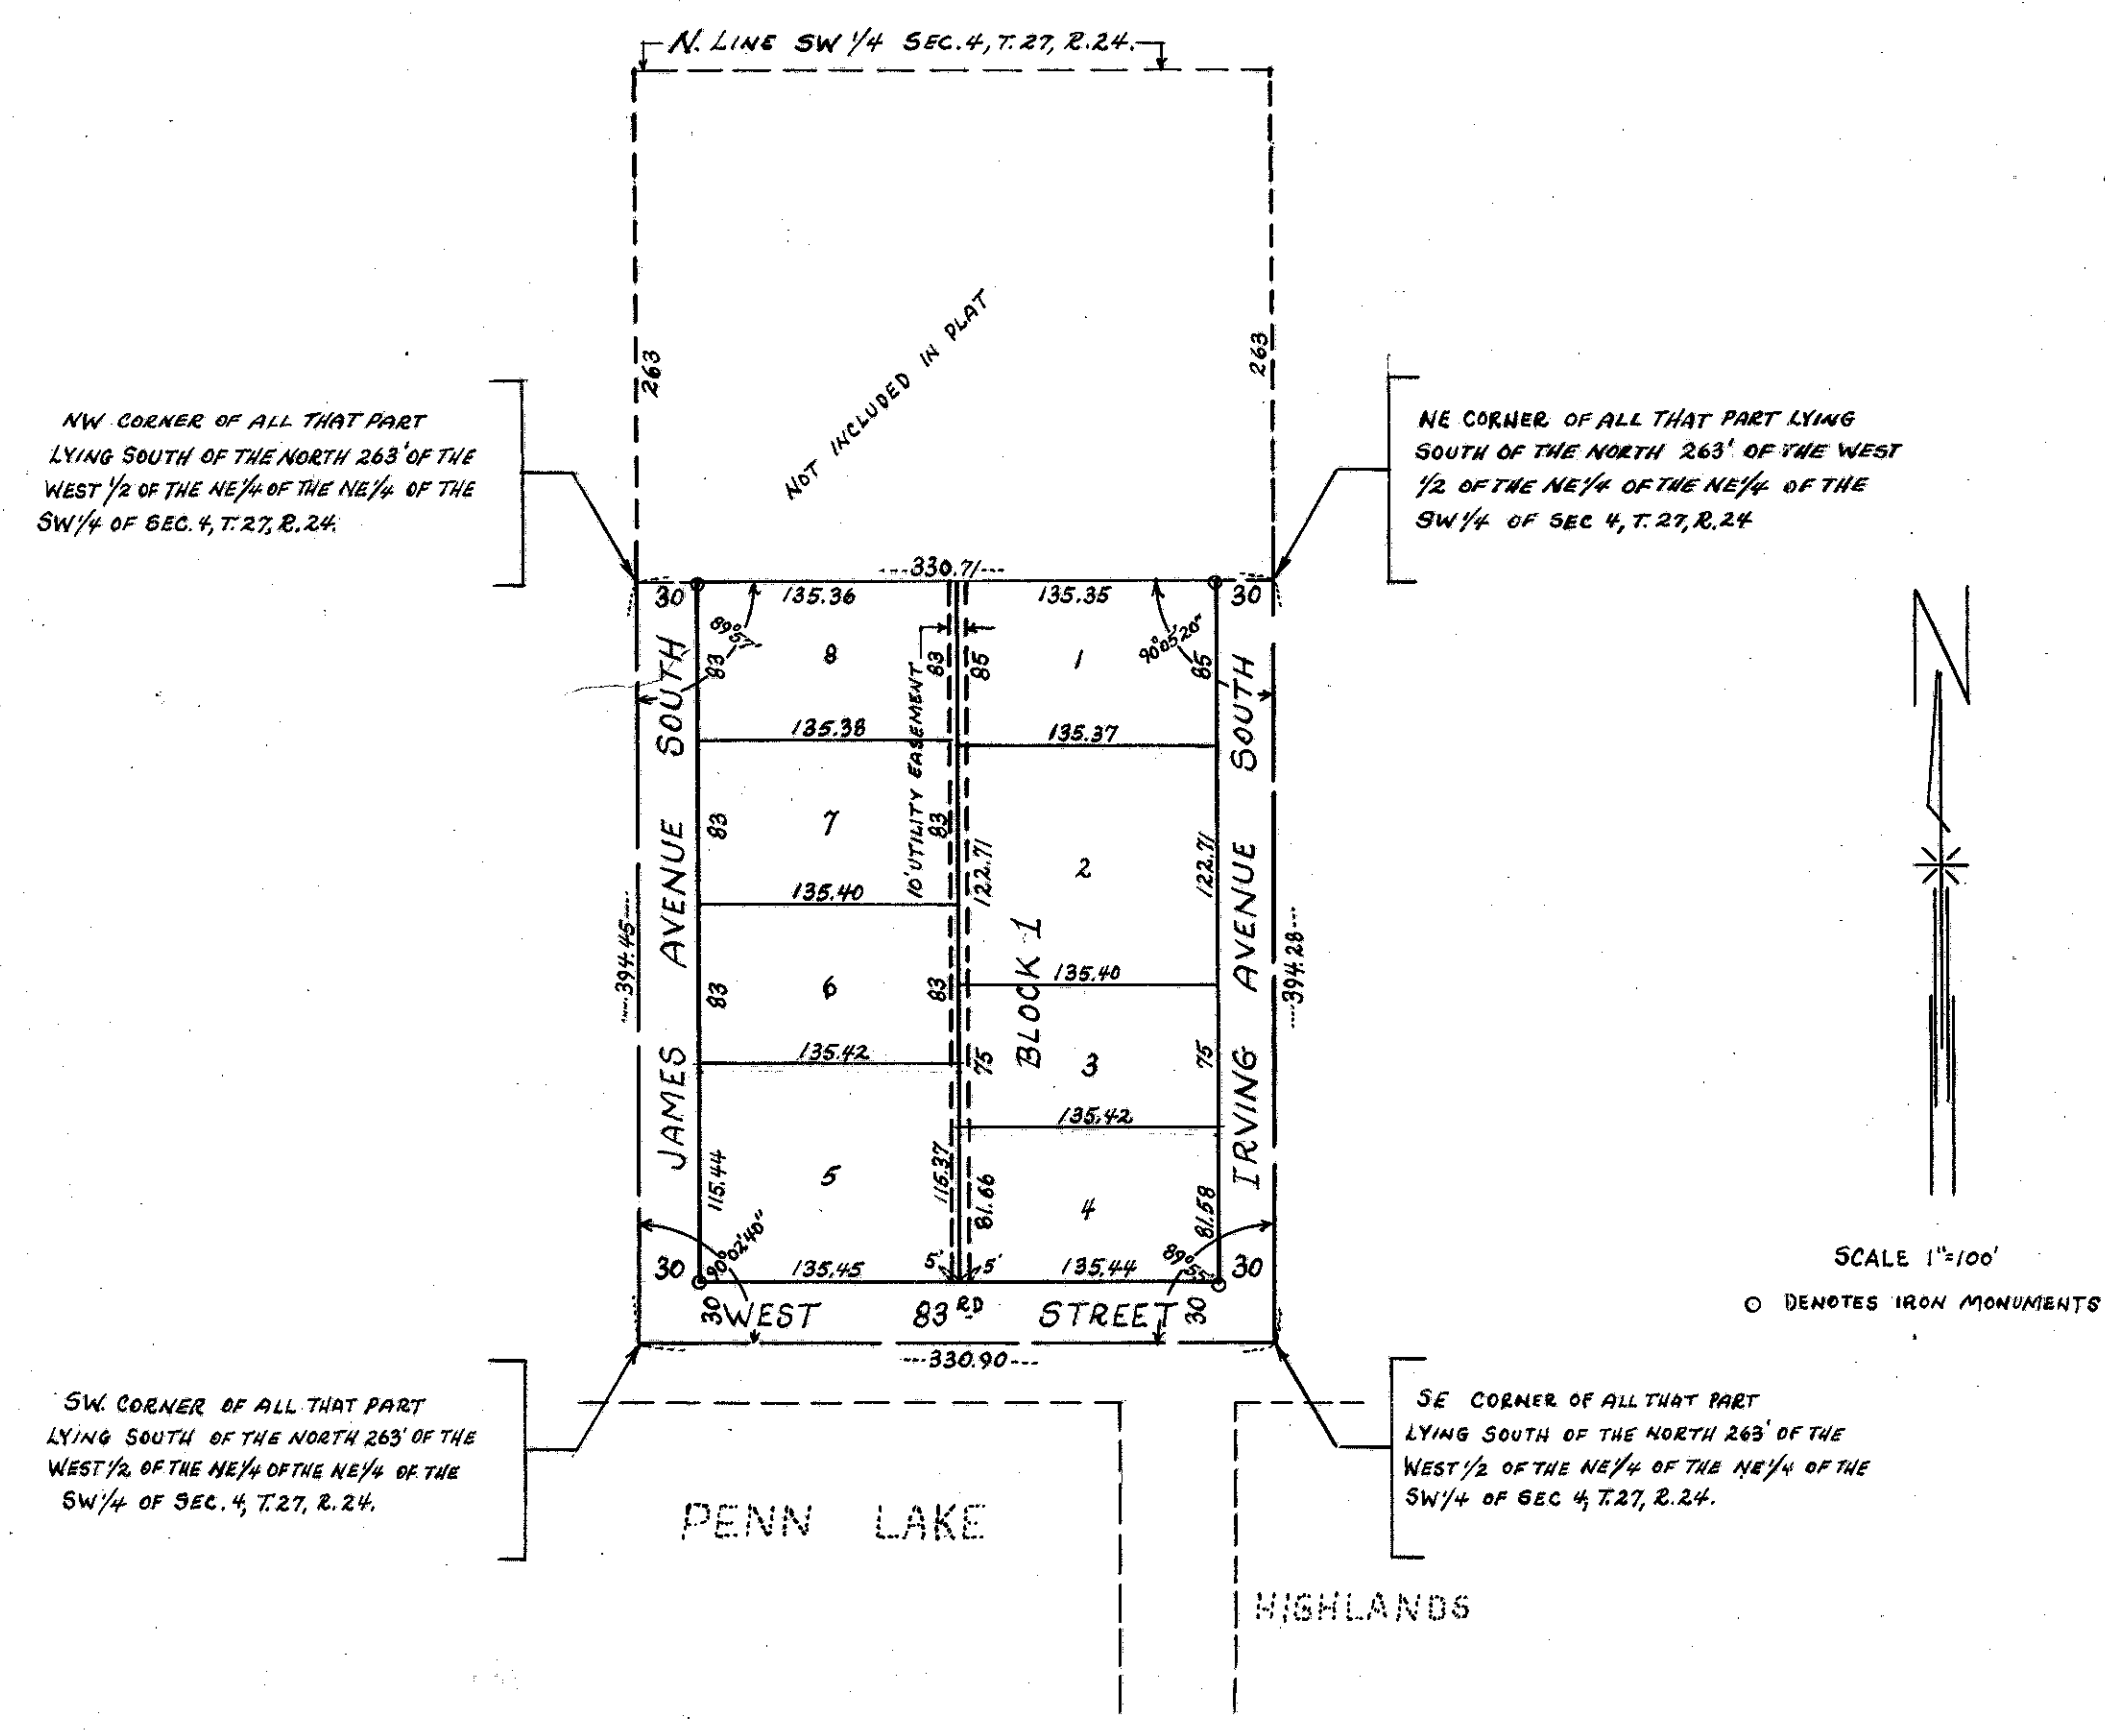 N. LINE SW 1/4 SEC. 4, T. 27, R. 24.
263
263
NOT INCLUDED IN PLAT
NW CORNER OF ALL THAT PART
LYING SOUTH OF THE NORTH 263' OF THE
WEST 1/2 OF THE NE 1/4 OF THE NE 1/4 OF THE
SW 1/4 OF SEC. 4, T. 27, R. 24.
NE CORNER OF ALL THAT PART LYING
SOUTH OF THE NORTH 263' OF THE WEST
1/2 OF THE NE 1/4 OF THE NE 1/4 OF THE
SW 1/4 OF SEC 4, T. 27, R. 24
330.71
30
135.36
135.35
30
89°57'
90°05'20"
83
8
83
85
1
85
135.38
135.37
10' UTILITY EASEMENT
83
7
83
122.71
2
122.71
135.40
BLOCK 1
83
6
83
135.40
135.42
75
3
75
135.42
115.44
5
115.37
81.66
4
81.58
90°02'40"
89°55'
30
135.45
5'
5'
135.44
30
JAMES AVENUE SOUTH
IRVING AVENUE SOUTH
394.45
394.28
30
WEST 83RD STREET
30
330.90
N
SCALE 1"=100'
DENOTES IRON MONUMENTS
SW. CORNER OF ALL THAT PART
LYING SOUTH OF THE NORTH 263' OF THE
WEST 1/2 OF THE NE 1/4 OF THE NE 1/4 OF THE
SW 1/4 OF SEC. 4, T. 27, R. 24.
SE CORNER OF ALL THAT PART
LYING SOUTH OF THE NORTH 263' OF THE
WEST 1/2 OF THE NE 1/4 OF THE NE 1/4 OF THE
SW 1/4 OF SEC 4, T. 27, R. 24.
PENN LAKE
HIGHLANDS